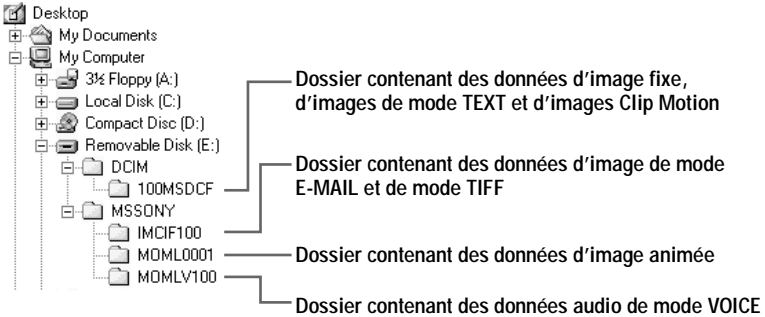 Desktop
My Documents
My Computer
3½ Floppy (A:)
Local Disk (C:)
Compact Disc (D:)
Removable Disk (E:)
DCIM
100MSDCF
MSSONY
IMCIF100
MOML0001
MOMLV100
Dossier contenant des données d’image fixe,
d’images de mode TEXT et d’images Clip Motion
Dossier contenant des données d’image de mode
E-MAIL et de mode TIFF
Dossier contenant des données d’image animée
Dossier contenant des données audio de mode VOICE